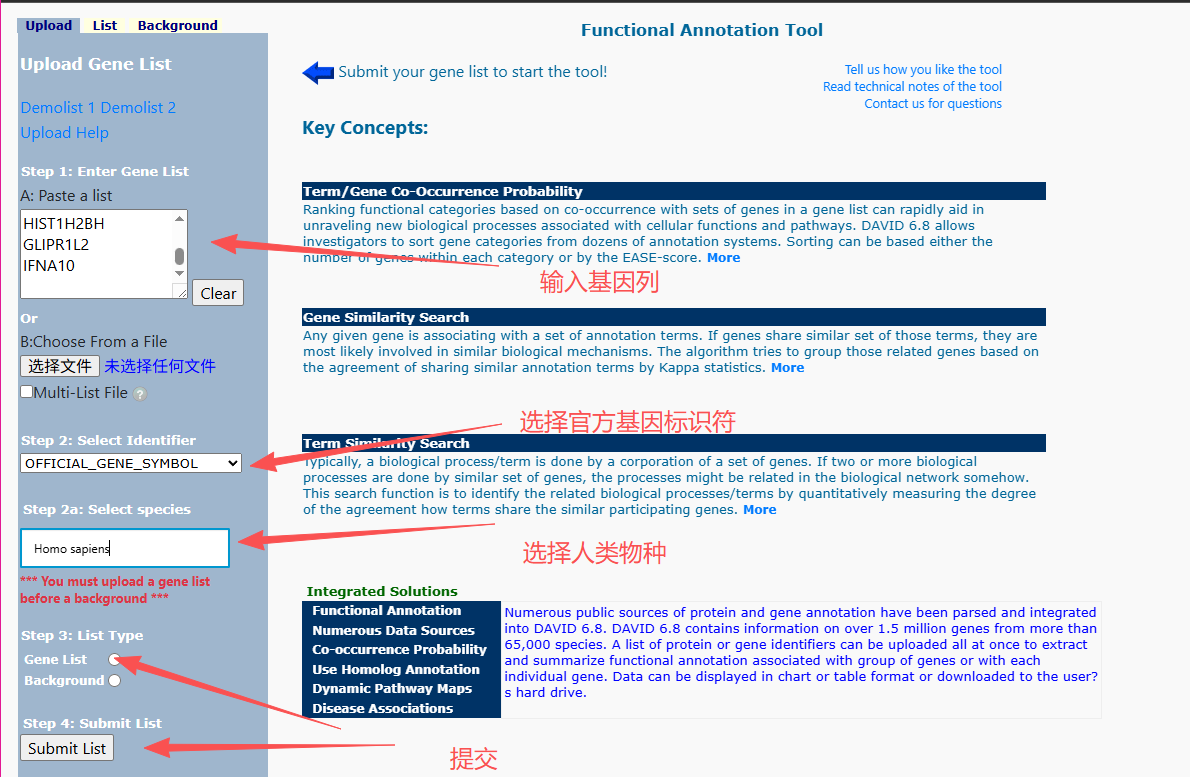 Upload List Background
Upload Gene List
Demolist 1 Demolist 2
Upload Help
Step 1: Enter Gene List
A: Paste a list
HIST1H2BH
GLIPR1L2
IFNA10
Clear
Or
B:Choose From a File
选择文件 未选择任何文件
Multi-List File ?
Step 2: Select Identifier
OFFICIAL_GENE_SYMBOL
Step 2a: Select species
Homo sapiens
*** You must upload a gene list
before a background ***
Step 3: List Type
Gene List
Background
Step 4: Submit List
Submit List
Functional Annotation Tool
Submit your gene list to start the tool!
Tell us how you like the tool
Read technical notes of the tool
Contact us for questions
Key Concepts:
Term/Gene Co-Occurrence Probability
Ranking functional categories based on co-occurrence with sets of genes in a gene list can rapidly aid in
unraveling new biological processes associated with cellular functions and pathways. DAVID 6.8 allows
investigators to sort gene categories from dozens of annotation systems. Sorting can be based either the
number of genes within each category or by the EASE-score. More
输入基因列
Gene Similarity Search
Any given gene is associating with a set of annotation terms. If genes share similar set of those terms, they are
most likely involved in similar biological mechanisms. The algorithm tries to group those related genes based on
the agreement of sharing similar annotation terms by Kappa statistics. More
选择官方基因标识符
Term Similarity Search
Typically, a biological process/term is done by a corporation of a set of genes. If two or more biological
processes are done by similar set of genes, the processes might be related in the biological network somehow.
This search function is to identify the related biological processes/terms by quantitatively measuring the degree
of the agreement how terms share the similar participating genes. More
选择人类物种
Integrated Solutions
Functional Annotation
Numerous Data Sources
Co-occurrence Probability
Use Homolog Annotation
Dynamic Pathway Maps
Disease Associations
Numerous public sources of protein and gene annotation have been parsed and integrated
into DAVID 6.8. DAVID 6.8 contains information on over 1.5 million genes from more than
65,000 species. A list of protein or gene identifiers can be uploaded all at once to extract
and summarize functional annotation associated with group of genes or with each
individual gene. Data can be displayed in chart or table format or downloaded to the user?
s hard drive.
提交